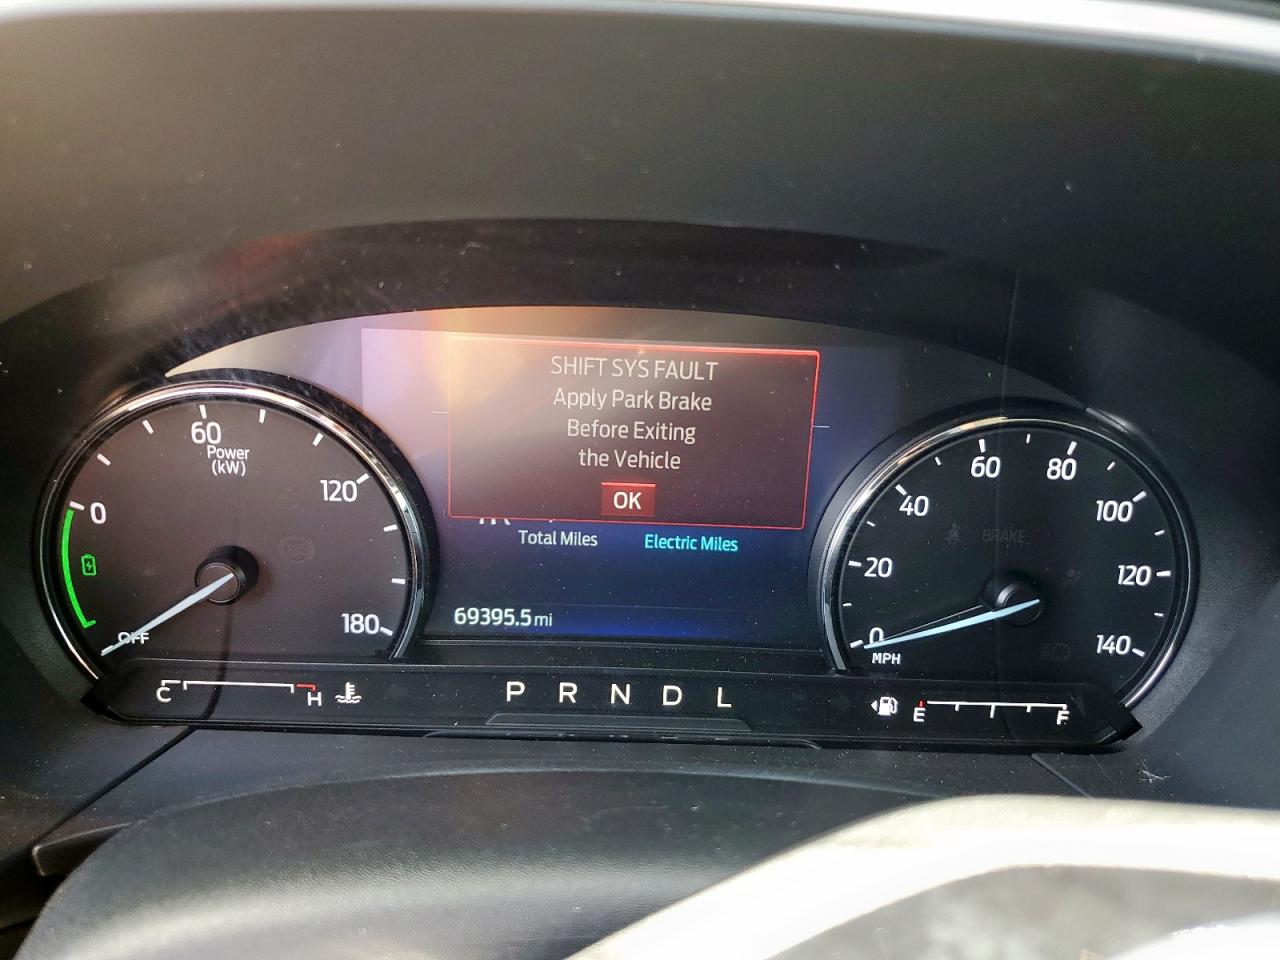 SHIFT SYS FAULT
Apply Park Brake
Before Exiting
the Vehicle
OK
Total Miles
Electric Miles
69395.5 mi
0
60
Power
(kW)
120
180
OFF
0
20
40
60
80
100
120
140
MPH
BRAKE
C
H
P R N D L
E
F